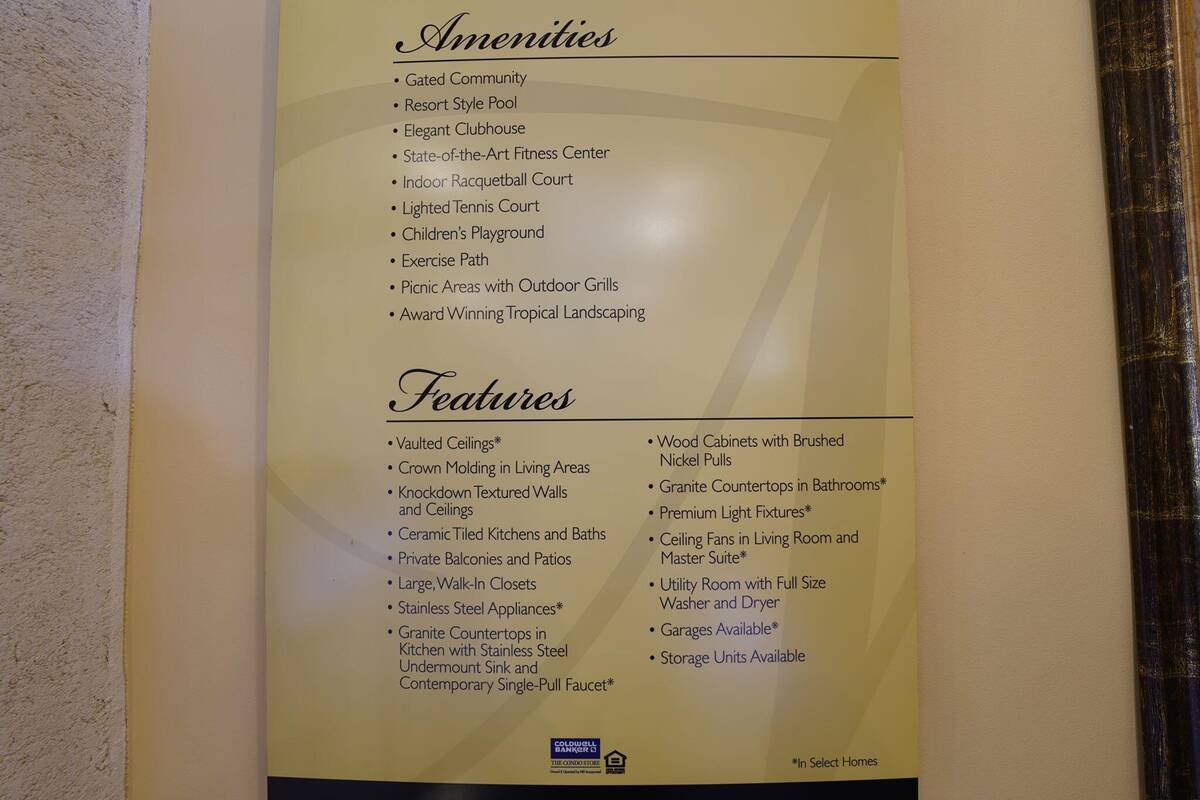 Amenities
• Gated Community
• Resort Style Pool
• Elegant Clubhouse
• State-of-the-Art Fitness Center
• Indoor Racquetball Court
• Lighted Tennis Court
• Children's Playground
• Exercise Path
• Picnic Areas with Outdoor Grills
• Award Winning Tropical Landscaping
Features
• Vaulted Ceilings*
• Crown Molding in Living Areas
• Knockdown Textured Walls
and Ceilings
• Ceramic Tiled Kitchens and Baths
• Private Balconies and Patios
• Large, Walk-In Closets
• Stainless Steel Appliances*
• Granite Countertops in
Kitchen with Stainless Steel
Undermount Sink and
Contemporary Single-Pull Faucet*
• Wood Cabinets with Brushed
Nickel Pulls
• Granite Countertops in Bathrooms*
• Premium Light Fixtures*
• Ceiling Fans in Living Room and
Master Suite*
• Utility Room with Full Size
Washer and Dryer
• Garages Available*
• Storage Units Available
COLDWELL
BANKER
THE CONDO STORE
*In Select Homes